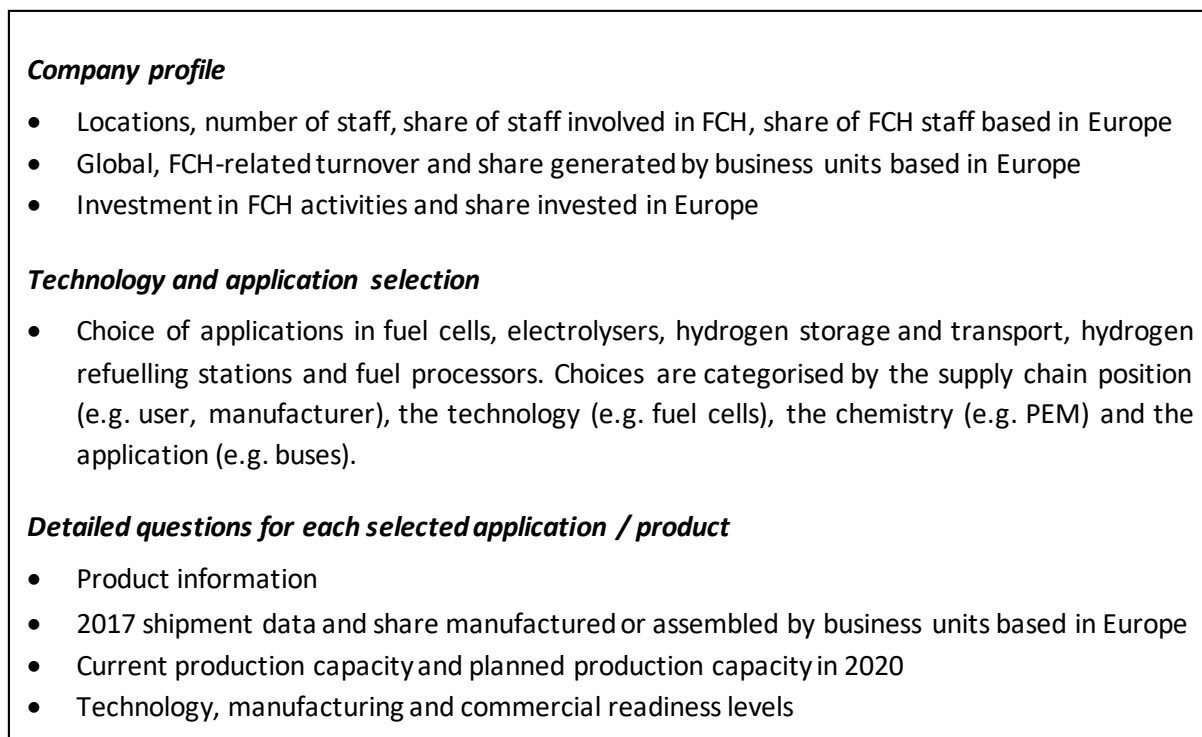 Company profile
• Locations, number of staff, share of staff involved in FCH, share of FCH staff based in Europe
• Global, FCH-related turnover and share generated by business units based in Europe
• Investment in FCH activities and share invested in Europe
Technology and application selection
• Choice of applications in fuel cells, electrolysers, hydrogen storage and transport, hydrogen
refuelling stations and fuel processors. Choices are categorised by the supply chain position
(e.g. user, manufacturer), the technology (e.g. fuel cells), the chemistry (e.g. PEM) and the
application (e.g. buses).
Detailed questions for each selected application / product
• Product information
• 2017 shipment data and share manufactured or assembled by business units based in Europe
• Current production capacity and planned production capacity in 2020
• Technology, manufacturing and commercial readiness levels